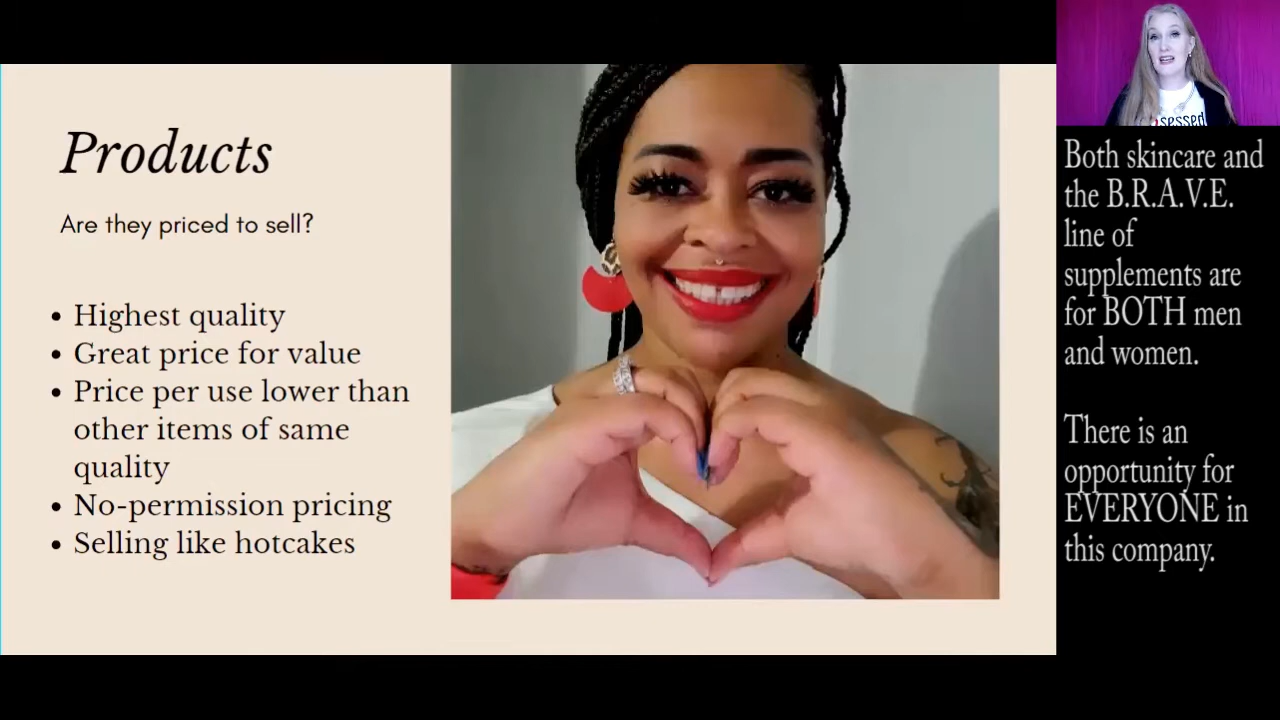 Products
Are they priced to sell?
• Highest quality
• Great price for value
• Price per use lower than
other items of same
quality
• No-permission pricing
• Selling like hotcakes
sessed
Both skincare and
the B.R.A.V.E.
line of
supplements are
for BOTH men
and women.
There is an
opportunity for
EVERYONE in
this company.